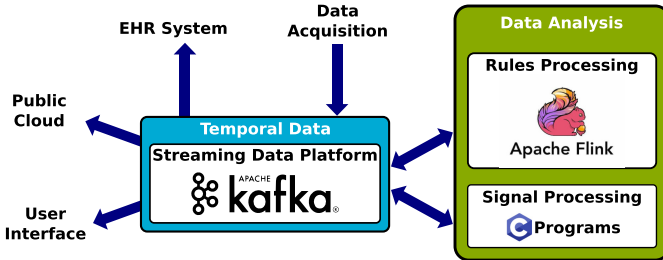 EHR System
Data
Acquisition
Public
Cloud
User
Interface
Temporal Data
Streaming Data Platform
APACHE
kafka®
Data Analysis
Rules Processing
Apache Flink
Signal Processing
C Programs